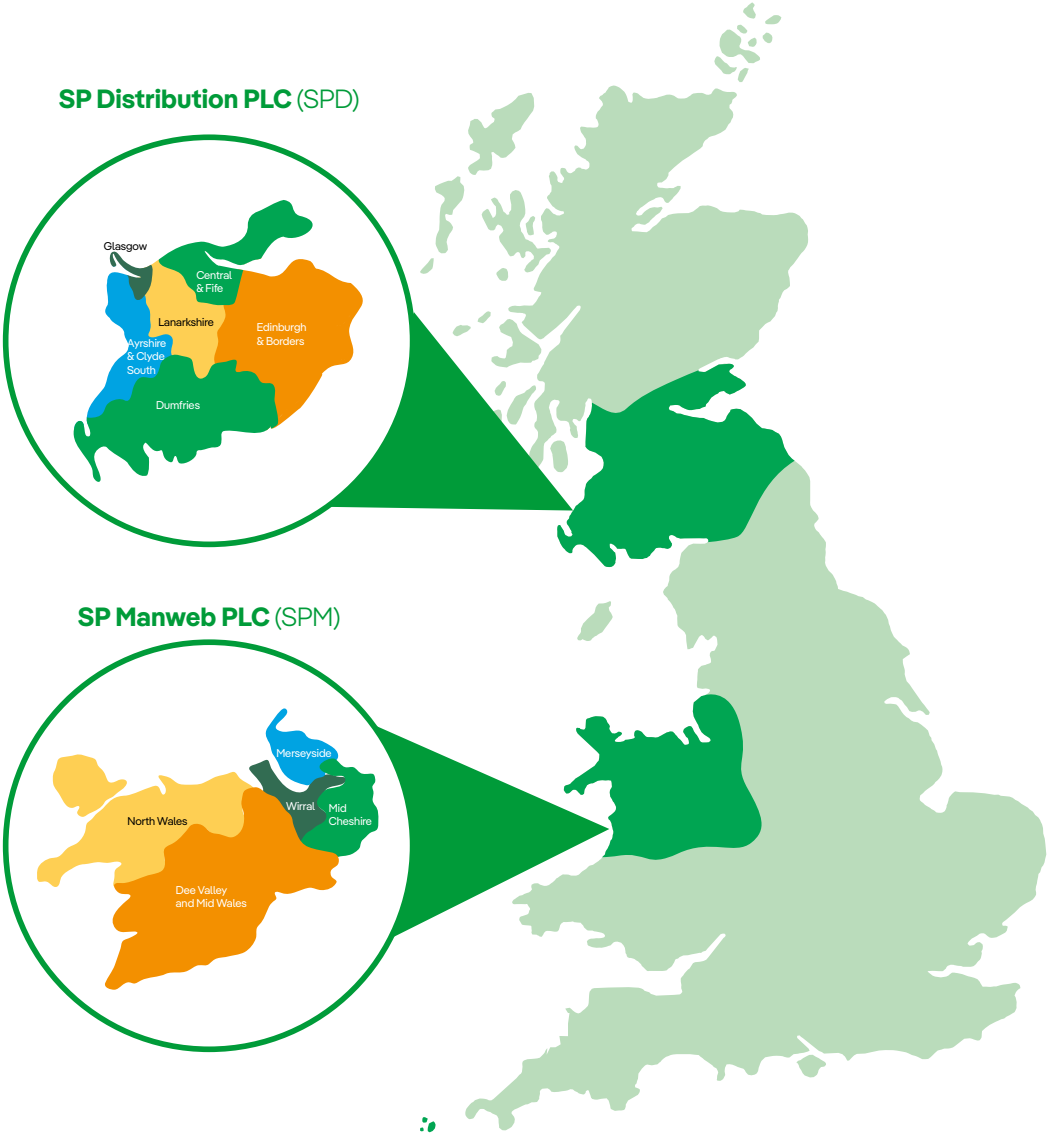 SP Distribution PLC (SPD)
Glasgow
Central
& Fife
Lanarkshire
Edinburgh
& Borders
Ayrshire
& Clyde
South
Dumfries
SP Manweb PLC (SPM)
Merseyside
Wirral
Mid
Cheshire
North Wales
Dee Valley
and Mid Wales